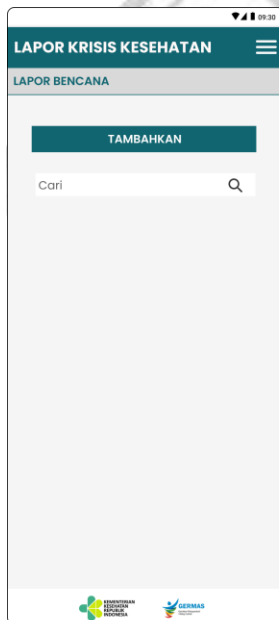 09:30
LAPOR KRISIS KESEHATAN
LAPOR BENCANA
TAMBAHKAN
Cari
KEMENTERIAN
KESEHATAN
REPUBLIK
INDONESIA
GERMAS